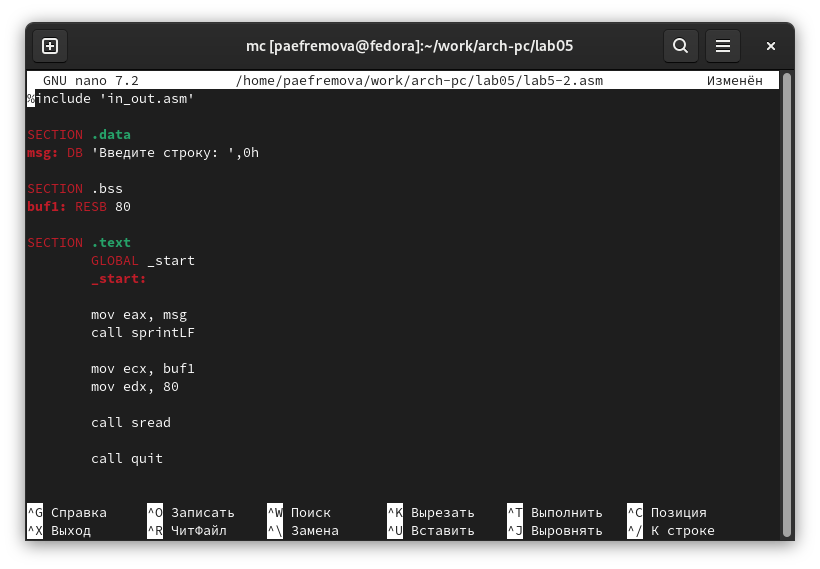 mc [paefremova@fedora]:~/work/arch-pc/lab05
GNU nano 7.2 /home/paefremova/work/arch-pc/lab05/lab5-2.asm Изменён
%include 'in_out.asm'
SECTION .data
msg: DB 'Введите строку: ',0h
SECTION .bss
buf1: RESB 80
SECTION .text
GLOBAL _start
_start:
mov eax, msg
call sprintLF
mov ecx, buf1
mov edx, 80
call sread
call quit
^G Справка ^O Записать ^W Поиск ^K Вырезать ^T Выполнить ^C Позиция
^X Выход ^R ЧитФайл ^\ Замена ^U Вставить ^J Выровнять ^/ К строке